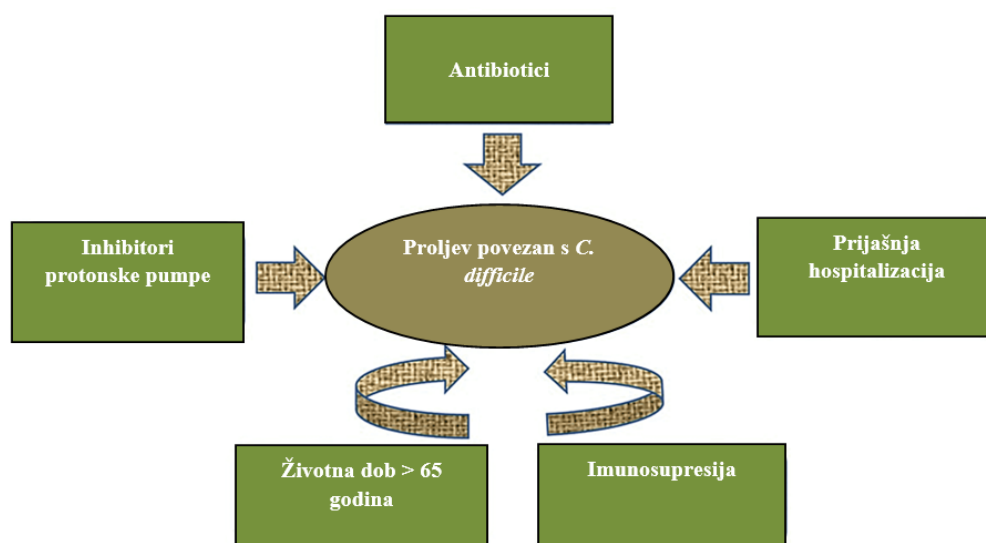 Antibiotici
Inhibitori
protonske pumpe
Proljev povezan s C.
difficile
Prijašnja
hospitalizacija
Životna dob > 65
godina
Imunosupresija